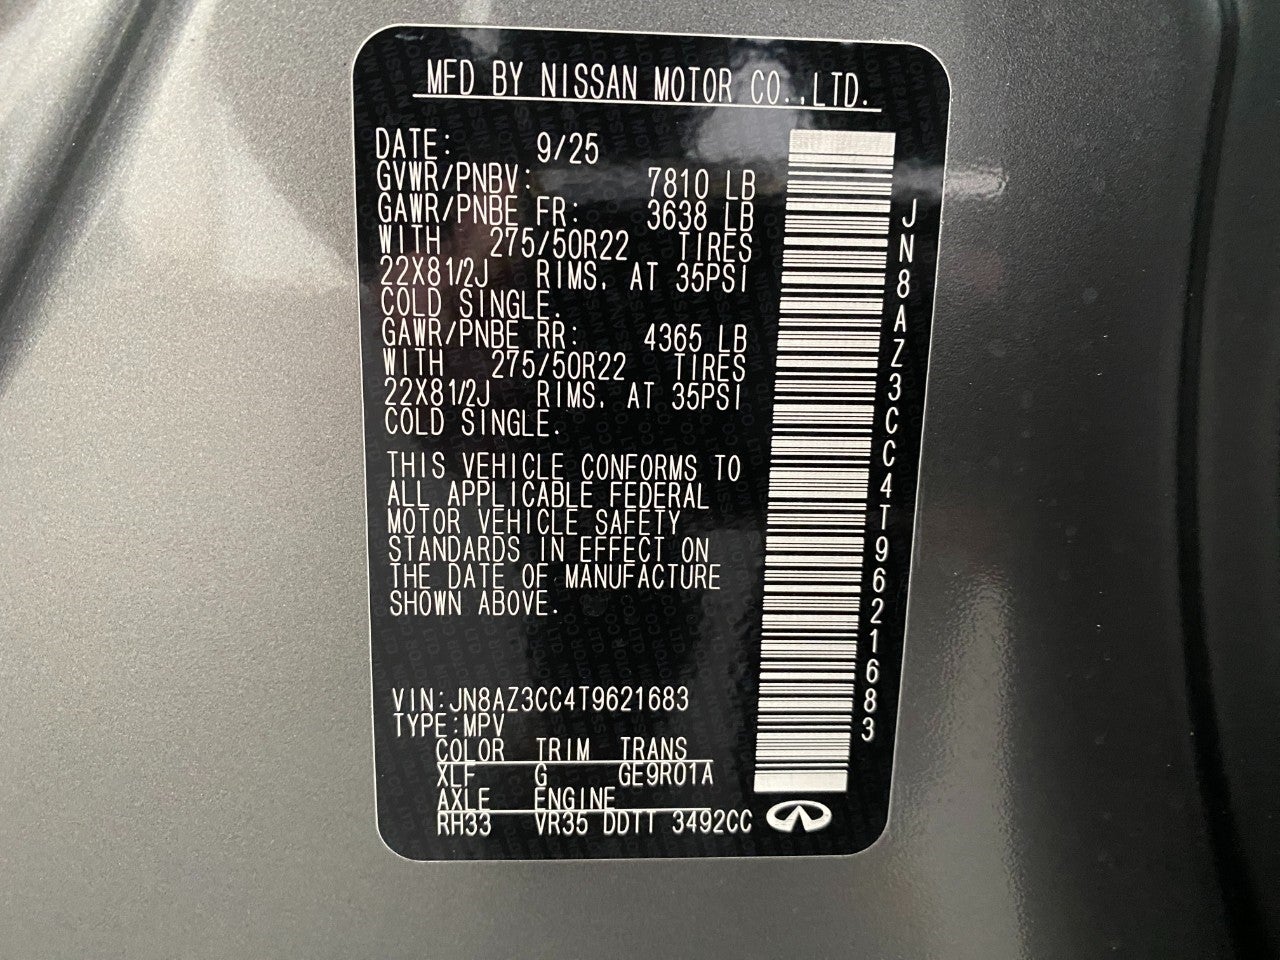 MFD BY NISSAN MOTOR CO.,LTD.
DATE: 9/25
GVWR/PNBV: 7810 LB
GAWR/PNBE FR: 3638 LB
WITH 275/50R22 TIRES
22X81/2J RIMS. AT 35PSI
COLD SINGLE.
GAWR/PNBE RR: 4365 LB
WITH 275/50R22 TIRES
22X81/2J RIMS. AT 35PSI
COLD SINGLE.
THIS VEHICLE CONFORMS TO
ALL APPLICABLE FEDERAL
MOTOR VEHICLE SAFETY
STANDARDS IN EFFECT ON
THE DATE OF MANUFACTURE
SHOWN ABOVE.
VIN:JN8AZ3CC4T9621683
TYPE:MPV
COLOR TRIM TRANS
XLF G GE9R01A
AXLE ENGINE
RH33 VR35 DDTT 3492CC
JN8AZ3CC4T9621683